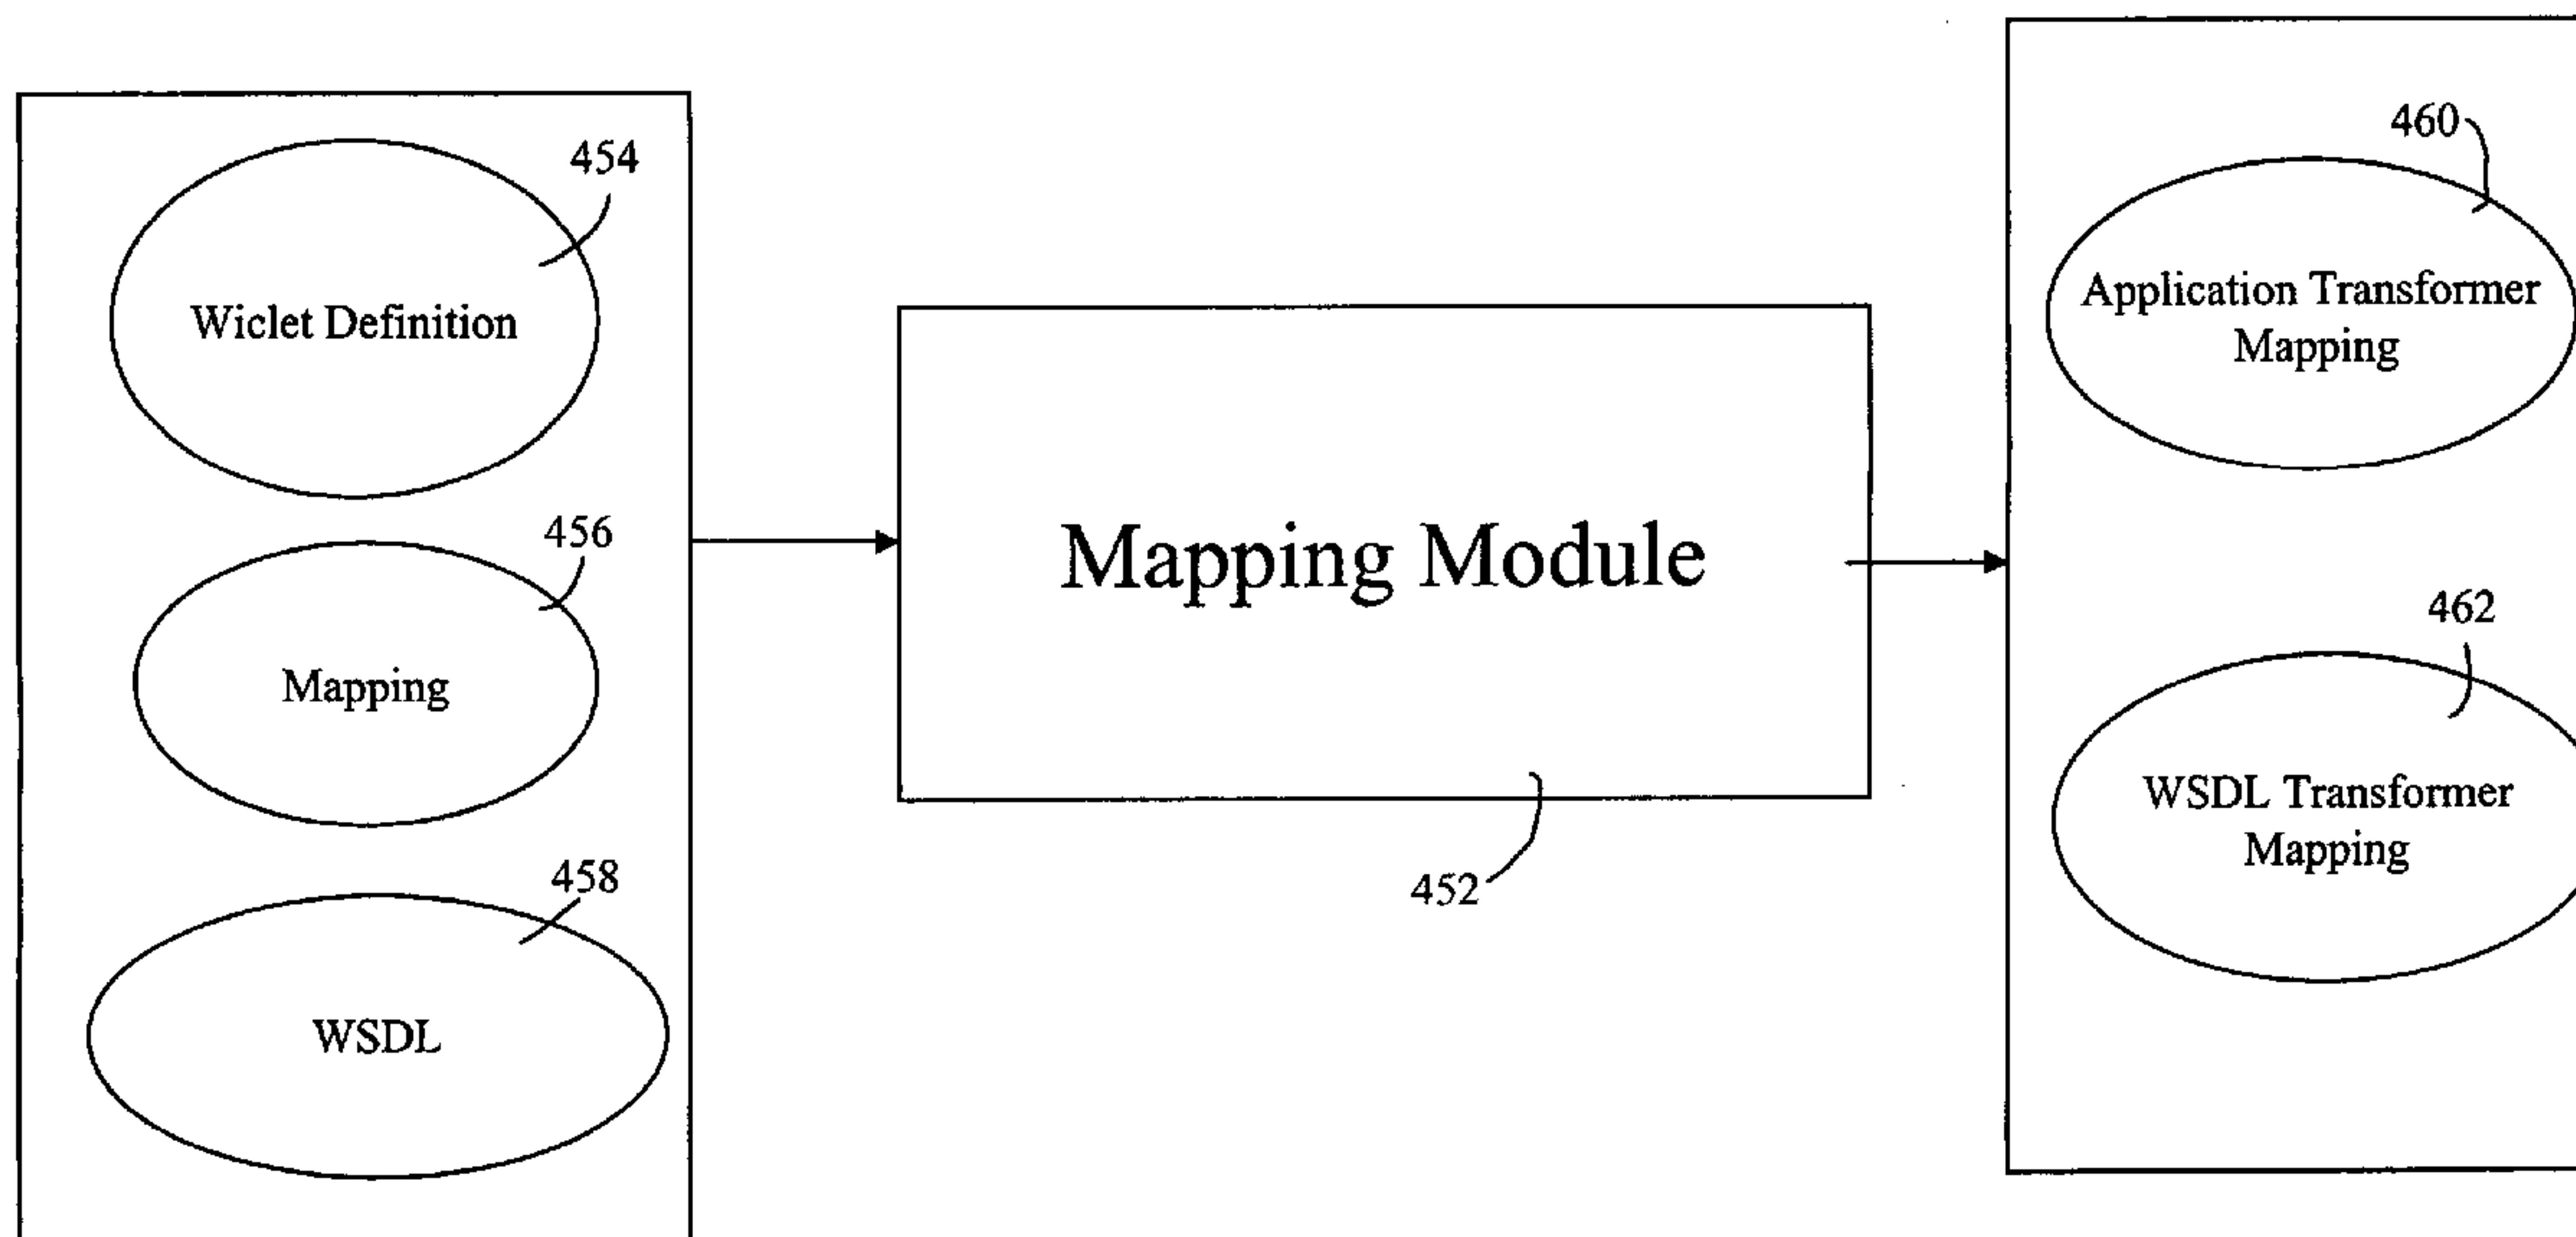 454
Wiclet Definition
456
Mapping
458
WSDL
Mapping Module
452
460
Application Transformer
Mapping
462
WSDL Transformer
Mapping